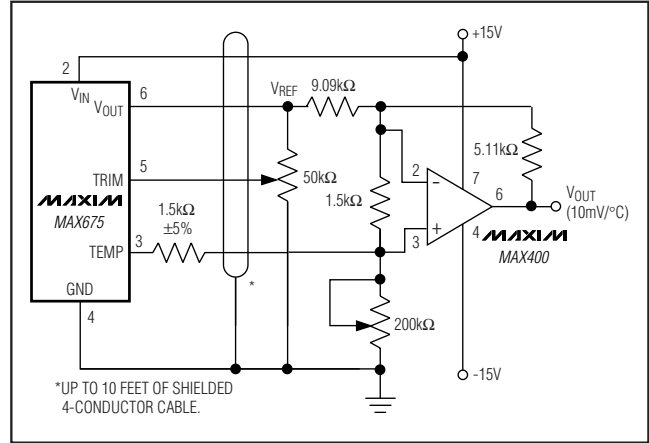 +15V
2
VIN
VOUT
6
VREF
9.09kΩ
5.11kΩ
TRIM
5
50kΩ
1.5kΩ
2
-
7
6
VOUT
(10mV/°C)
MAXIM
MAX675
1.5kΩ
±5%
TEMP
3
+
3
4
MAXIM
MAX400
GND
4
*
200kΩ
-15V
*UP TO 10 FEET OF SHIELDED
4-CONDUCTOR CABLE.